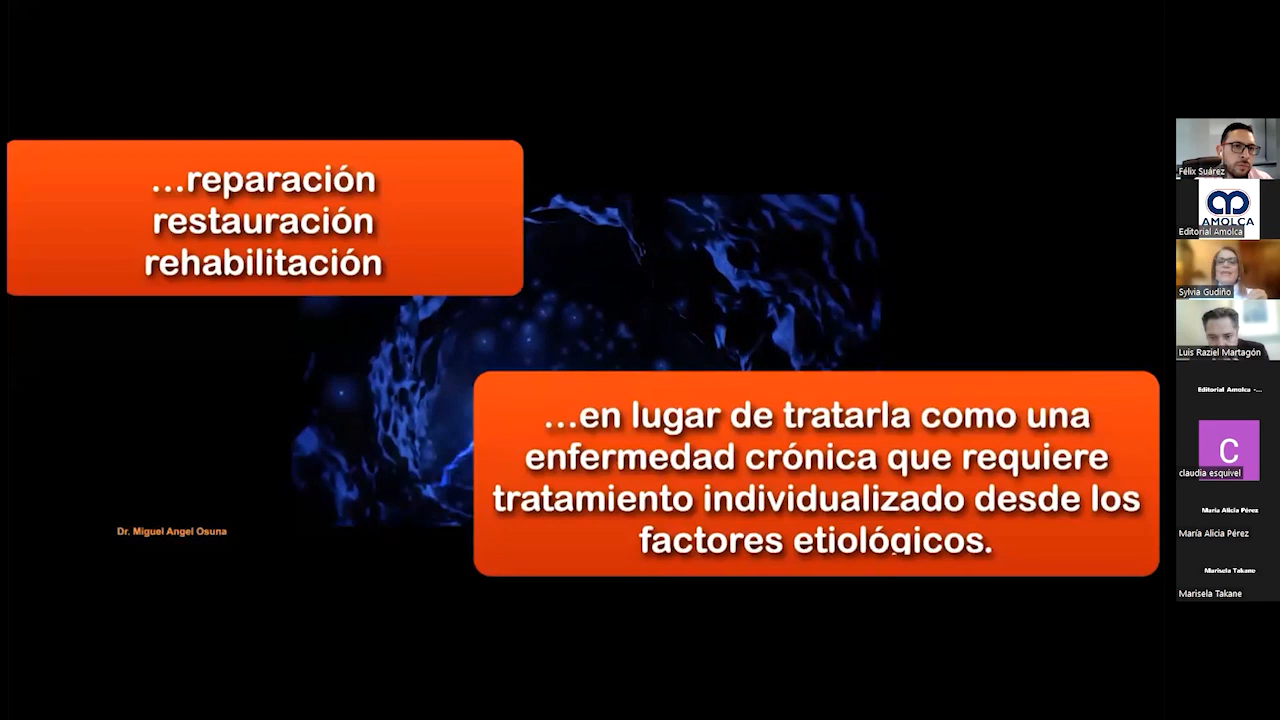 ...reparación
restauración
rehabilitación
...en lugar de tratarla como una
enfermedad crónica que requiere
tratamiento individualizado desde los
factores etiológicos.
Dr. Miguel Angel Osuna
Félix Suárez
AMOLCA
Editorial Amolca
Sylvia Gudiño
Luis Raziel Martagón
Editorial Amolca -...
C
claudia esquivel
María Alicia Pérez
María Alicia Pérez
Marisela Takane
Marisela Takane